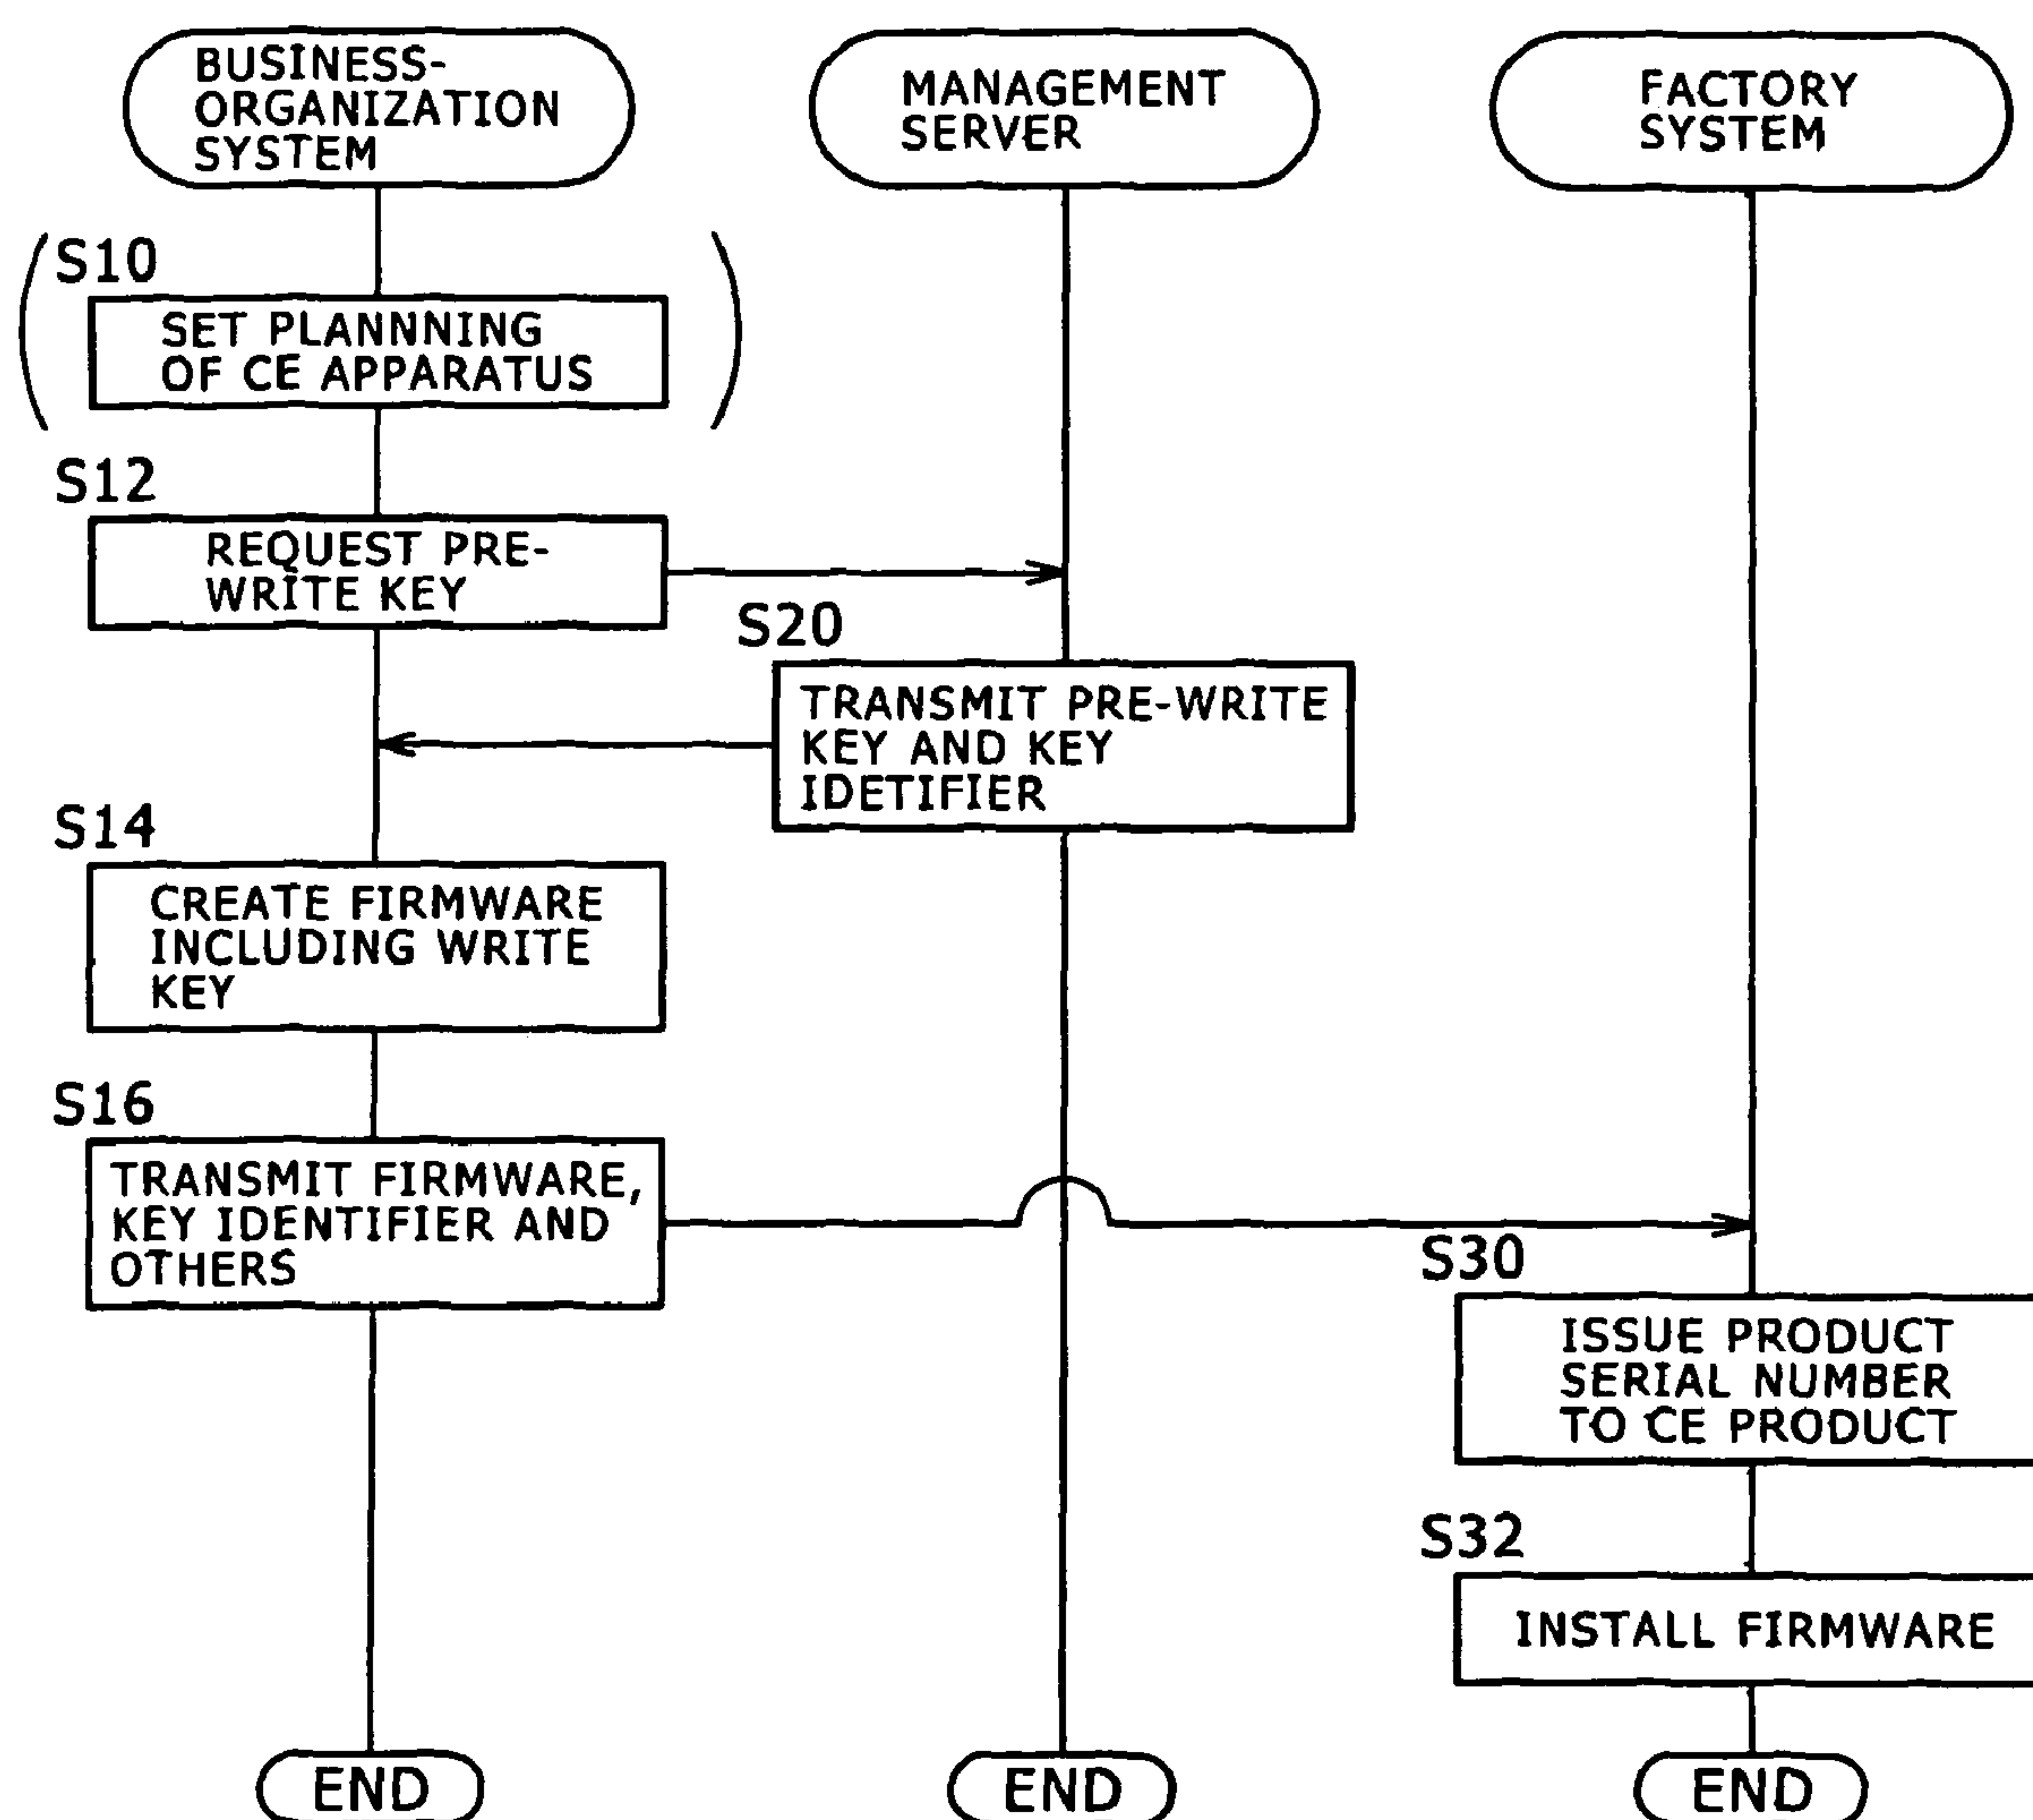 BUSINESS-
ORGANIZATION
SYSTEM
MANAGEMENT
SERVER
FACTORY
SYSTEM
S10
SET PLANNNING
OF CE APPARATUS
S12
REQUEST PRE-
WRITE KEY
S20
TRANSMIT PRE-WRITE
KEY AND KEY
IDETIFIER
S14
CREATE FIRMWARE
INCLUDING WRITE
KEY
S16
TRANSMIT FIRMWARE,
KEY IDENTIFIER AND
OTHERS
S30
ISSUE PRODUCT
SERIAL NUMBER
TO CE PRODUCT
S32
INSTALL FIRMWARE
END
END
END